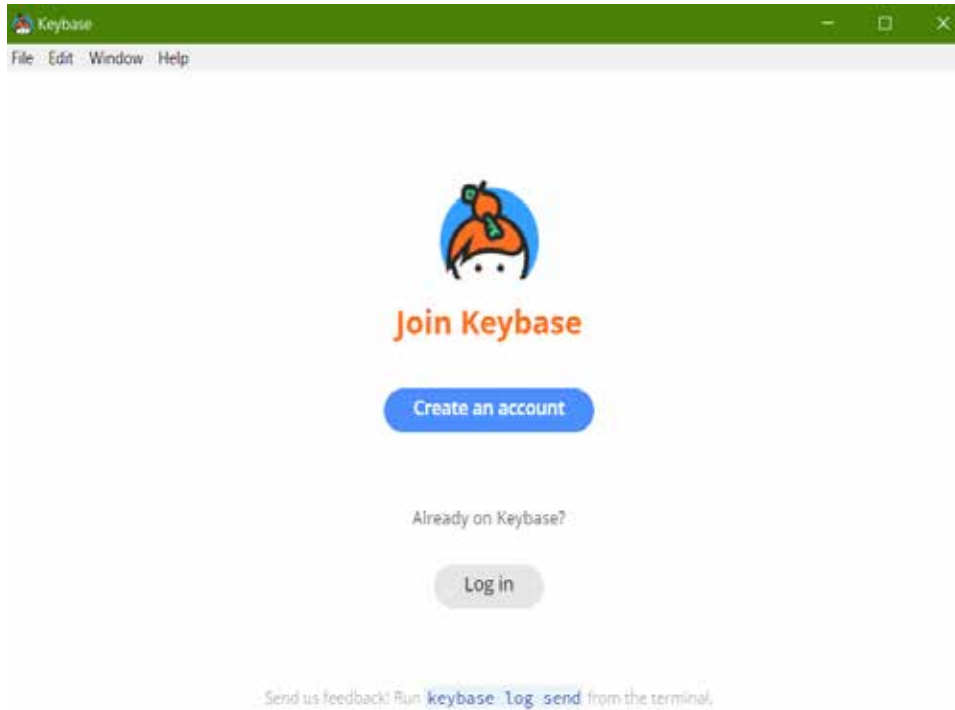 Keybase
File Edit Window Help
Join Keybase
Create an account
Already on Keybase?
Log in
Send us feedback! Run keybase log send from the terminal.